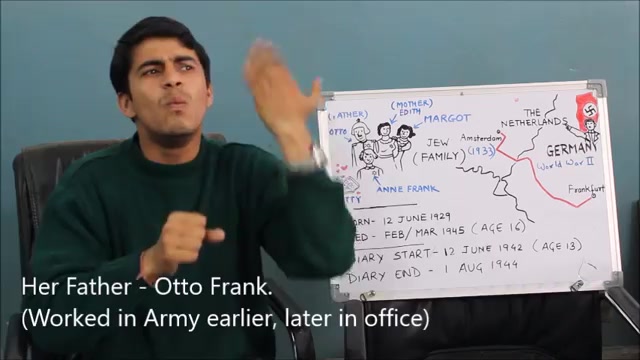 (MOTHER)
EDITH
ATHER)
OTTO
MARGOT
THE
NETHERLANDS
Amsterdam
(1933)
JEW
(FAMILY)
GERMANY
World War II
Frankfurt
ANNE FRANK
TTY
RN- 12 JUNE 1929
ED - FEB/MAR 1945 (AGE 16)
DIARY START- 12 JUNE 1942 (AGE 13)
DIARY END - 1 AUG 1944
Her Father - Otto Frank.
(Worked in Army earlier, later in office)